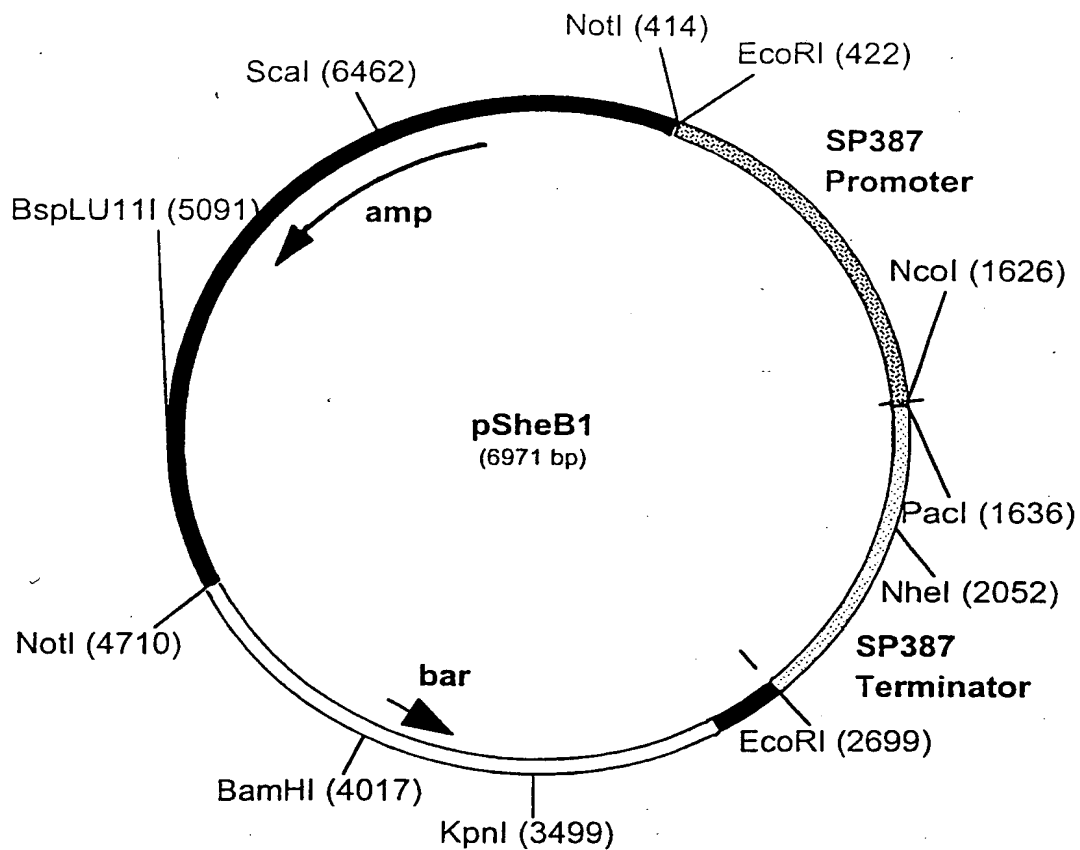 NotI (414)
EcoRI (422)
ScaI (6462)
SP387
Promoter
BspLU11I (5091)
amp
NcoI (1626)
pSheB1
(6971 bp)
PacI (1636)
NheI (2052)
NotI (4710)
bar
SP387
Terminator
EcoRI (2699)
BamHI (4017)
KpnI (3499)